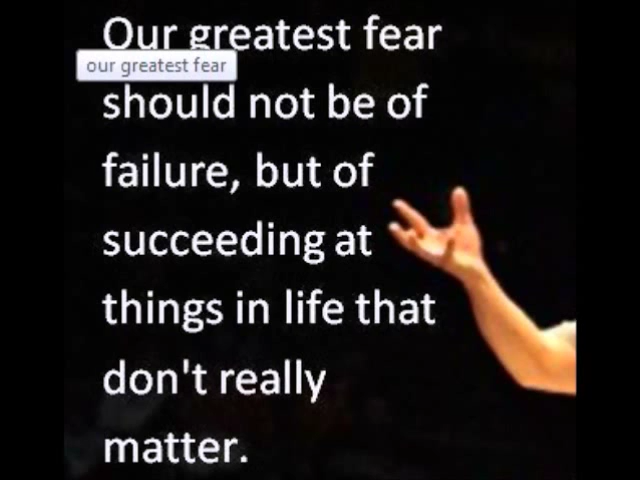 Our greatest fear
our greatest fear
should not be of
failure, but of
succeeding at
things in life that
don't really
matter.